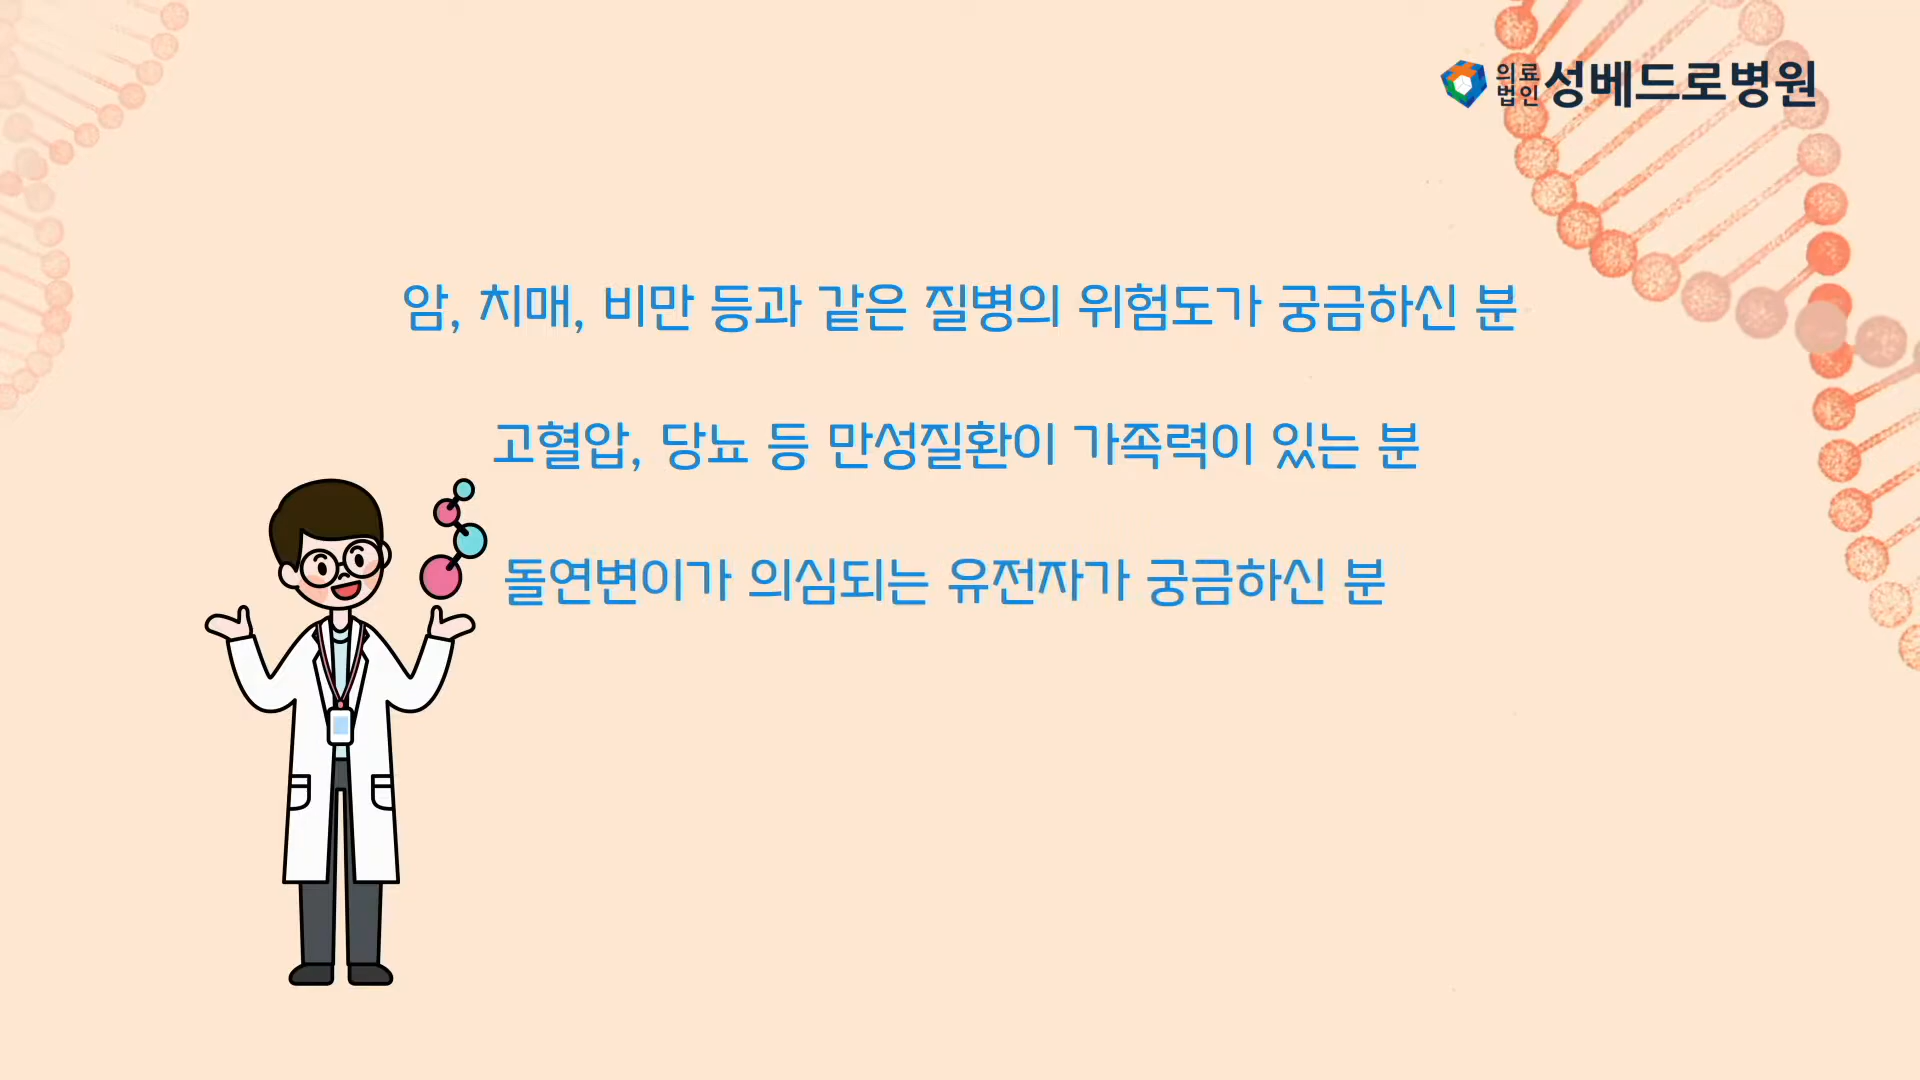 의료
법인
성베드로병원
암, 치매, 비만 등과 같은 질병의 위험도가 궁금하신 분
고혈압, 당뇨 등 만성질환이 가족력이 있는 분
돌연변이가 의심되는 유전자가 궁금하신 분